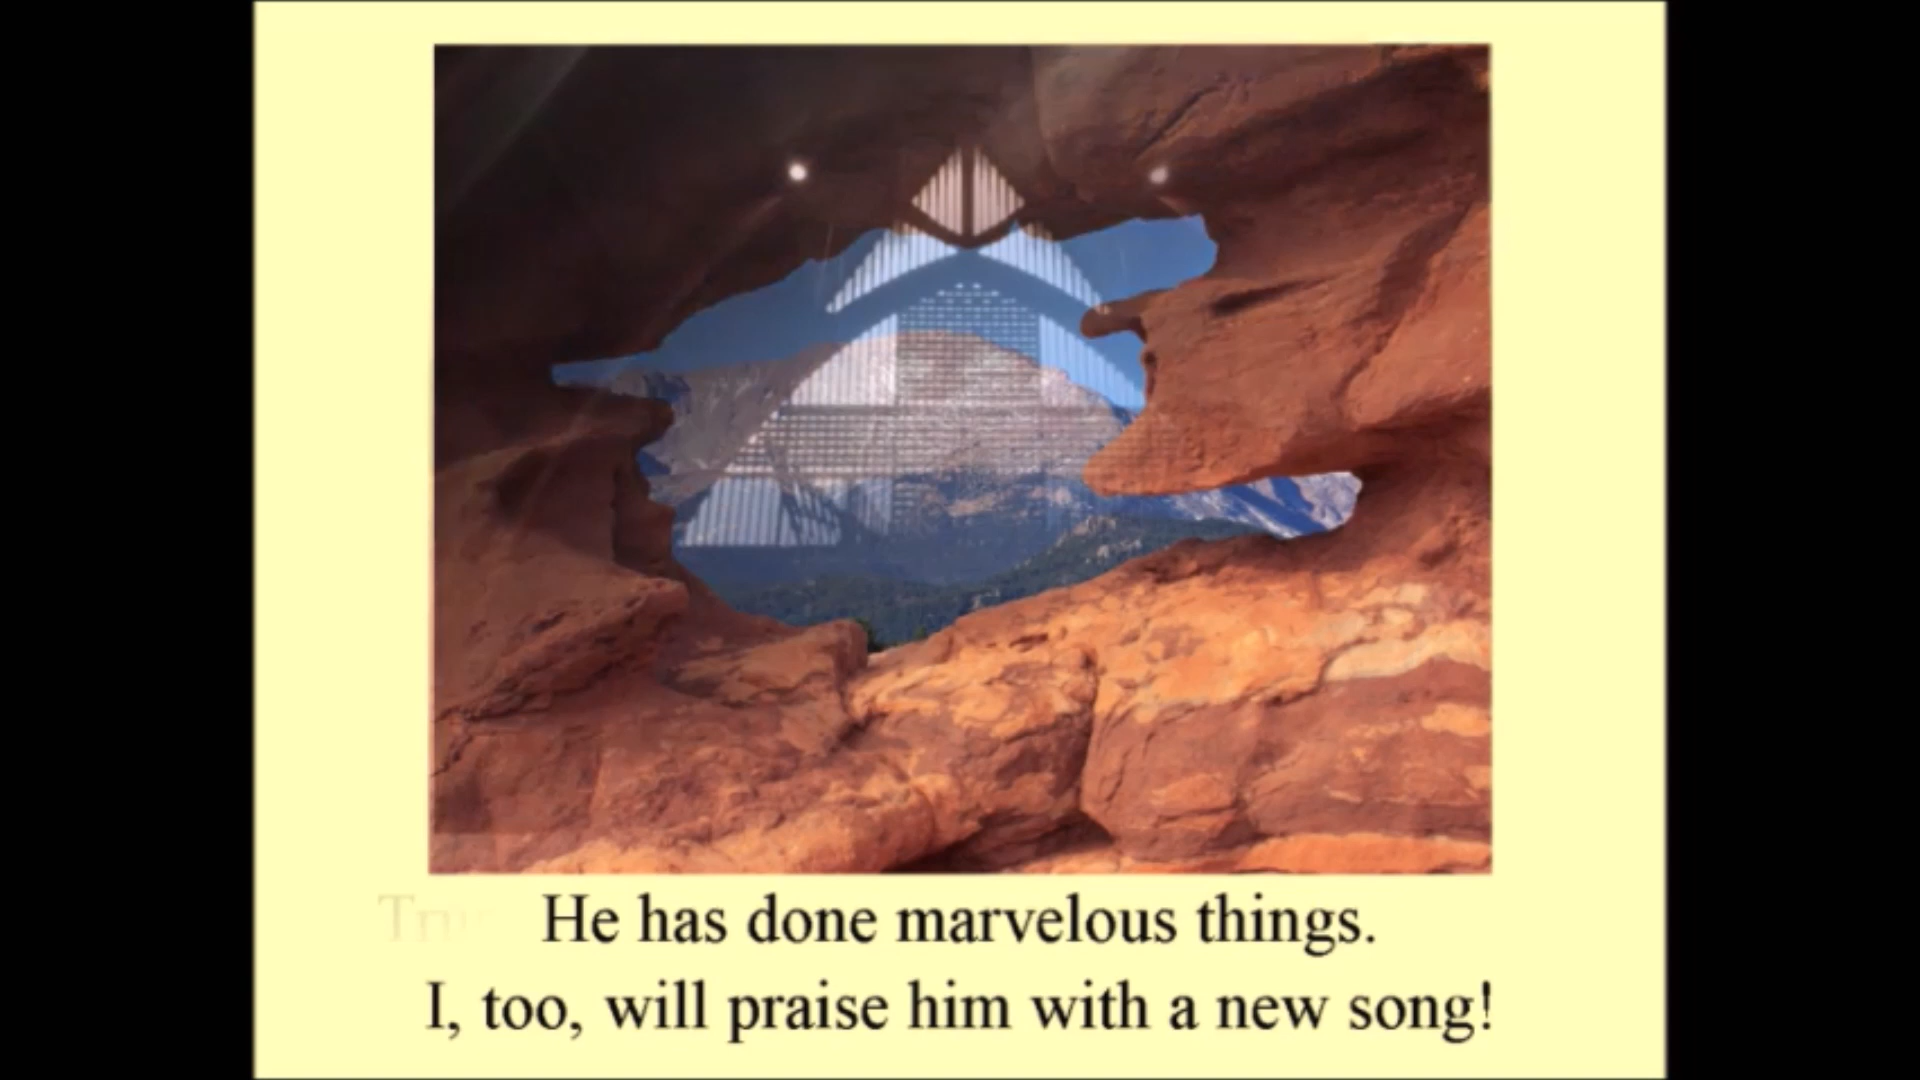 He has done marvelous things.
I, too, will praise him with a new song!